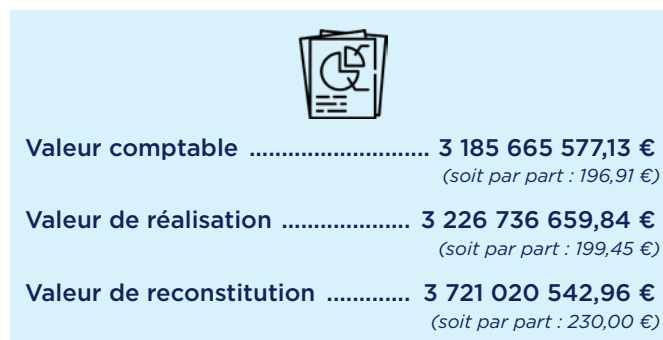 Valeur comptable ............................ 3 185 665 577,13 €
(soit par part : 196,91 €)
Valeur de réalisation .................... 3 226 736 659,84 €
(soit par part : 199,45 €)
Valeur de reconstitution ............. 3 721 020 542,96 €
(soit par part : 230,00 €)